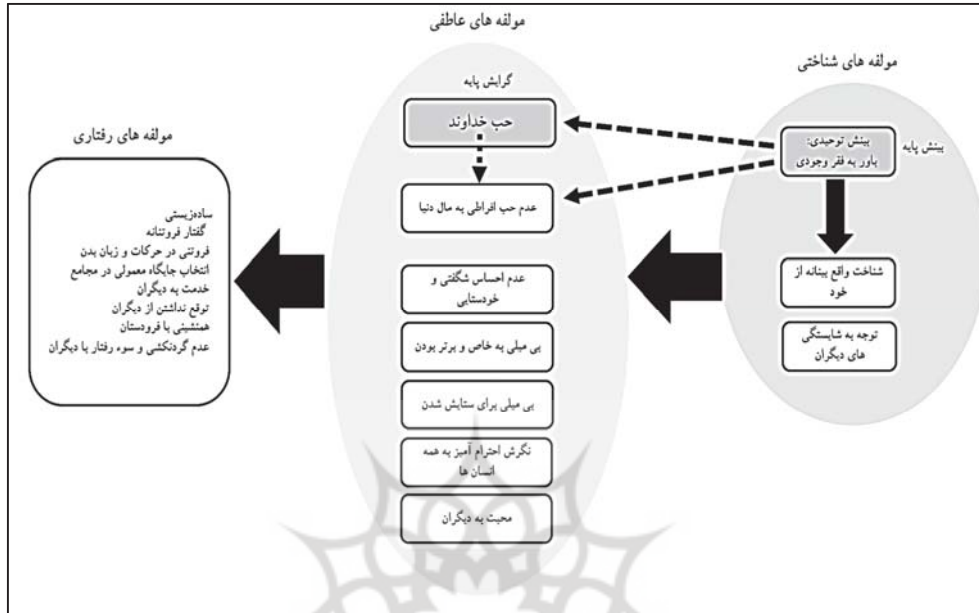 مولفه های شناختی
بینش پایه
بینش توحیدی:
باور به فقر وجودی
شناخت واقع بینانه از
خود
توجه به شایستگی
های دیگران
مولفه های عاطفی
گرایش پایه
حب خداوند
عدم حب افراطی به مال دنیا
عدم احساس شگفتی و
خودستایی
بی میلی به خاص و برتر بودن
بی میلی برای ستایش شدن
نگرش احترام آمیز به همه
انسان ها
محبت به دیگران
مولفه های رفتاری
ساده‌زیستی
گفتار فروتنانه
فروتنی در حرکات و زبان بدن
انتخاب جایگاه معمولی در مجامع
خدمت به دیگران
توقع نداشتن از دیگران
همنشینی با فرودستان
عدم گردنکشی و سوء رفتار با دیگران